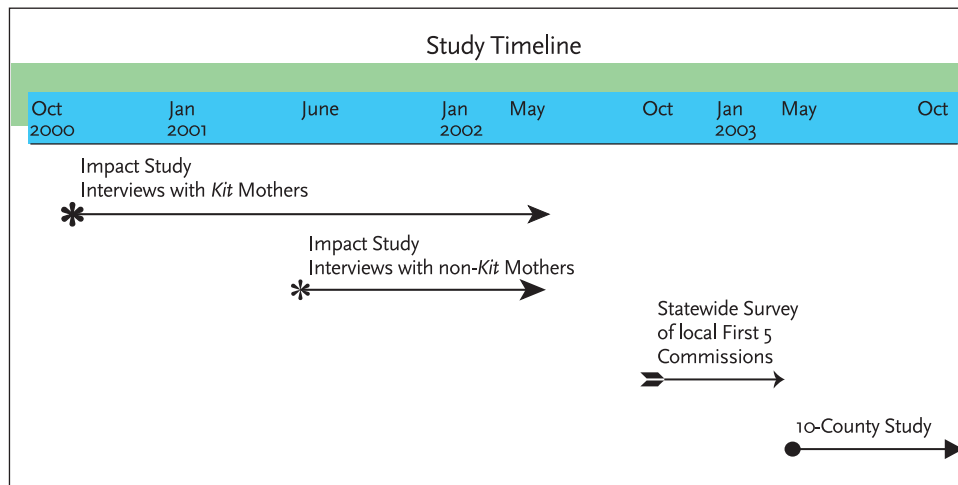 Study Timeline
Oct Jan June Jan May Oct Jan May Oct
2000 2001 2002 2003
Impact Study
Interviews with Kit Mothers
Impact Study
Interviews with non-Kit Mothers
Statewide Survey
of local First 5
Commissions
10-County Study